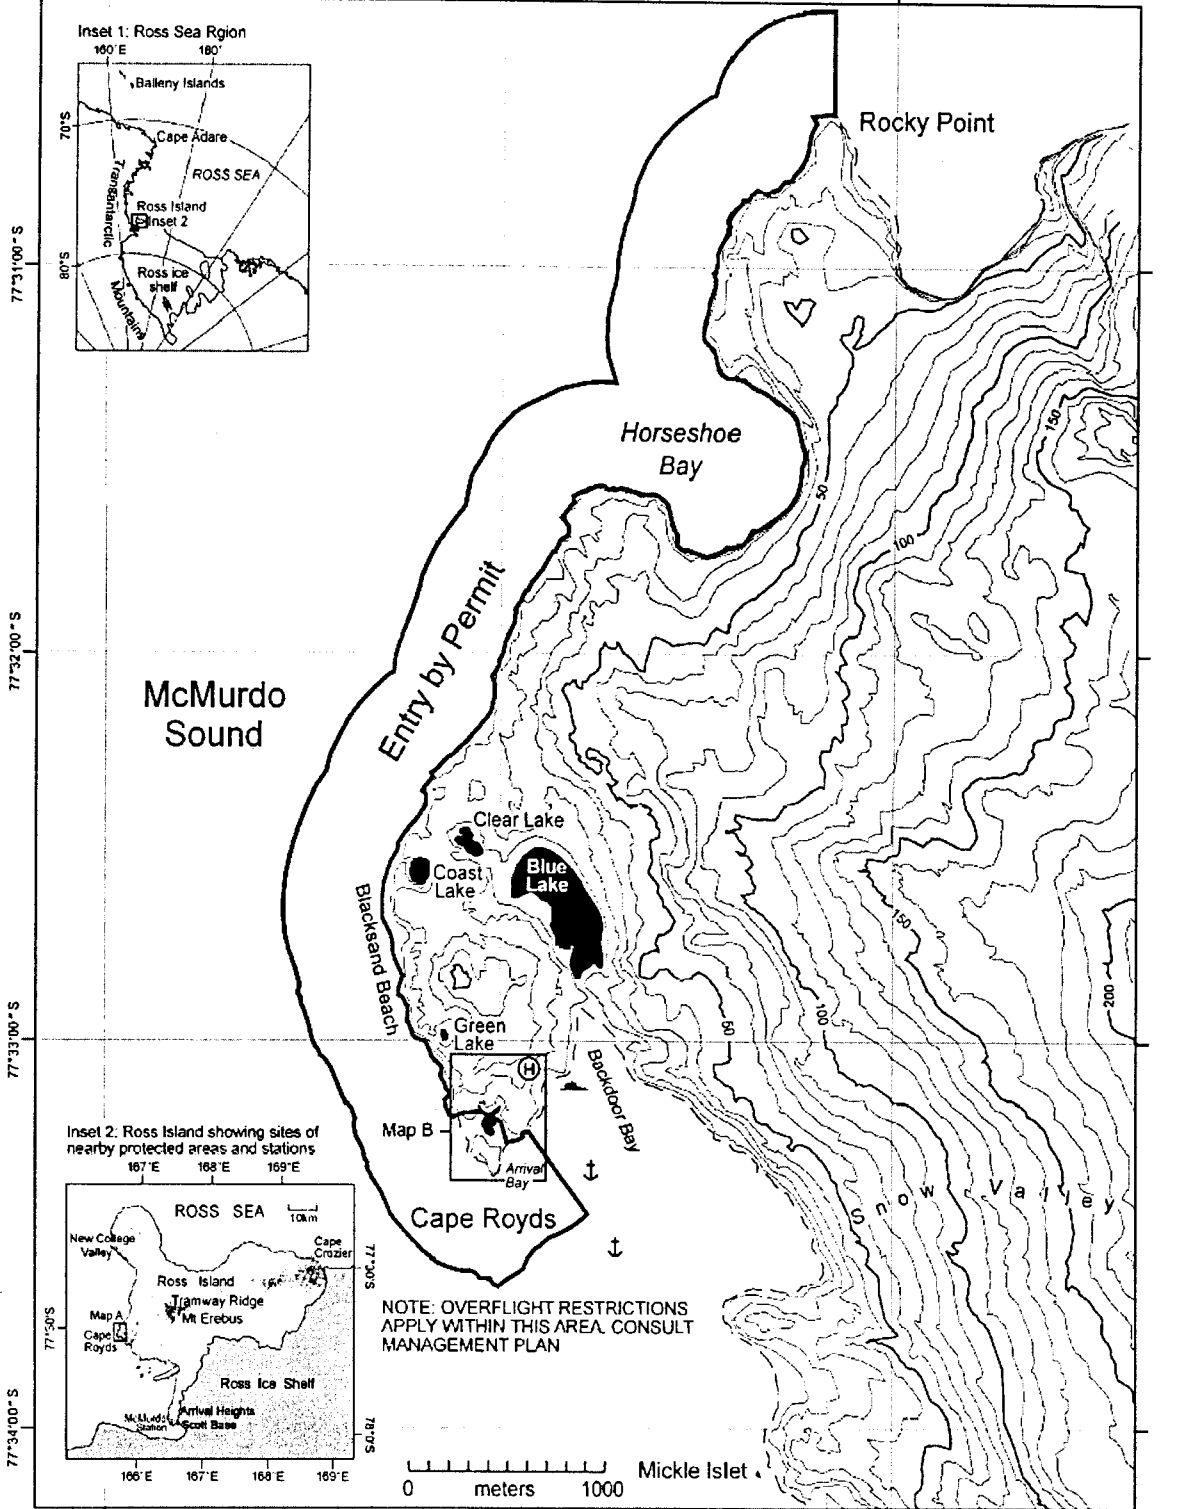 Inset 1: Ross Sea Rgion
160°E 180°
Balleny Islands
70°S
Cape Adare
ROSS SEA
Transantarctic
Ross Island
Inset 2
80°S
Ross ice
shelf
Mountains
Rocky Point
77°31'00"S
Horseshoe
Bay
150
50
100
Entry by Permit
77°32'00"S
McMurdo
Sound
Clear Lake
Coast
Lake
Blue
Lake
Blacksand Beach
150
200
Green
Lake
50
100
77°33'00"S
H
Backdoor Bay
Map B
Arrival
Bay
Snow Valley
Cape Royds
Inset 2: Ross Island showing sites of
nearby protected areas and stations
167°E 168°E 169°E
ROSS SEA
10km
New College
Valley
Cape
Crozier
77°30'S
Ross Island
Tramway Ridge
Mt Erebus
Map A
Cape
Royds
77°50'S
Ross Ice Shelf
McMurdo
Station
Arrival Heights
Scott Base
78°0'S
166°E 167°E 168°E 169°E
NOTE: OVERFLIGHT RESTRICTIONS
APPLY WITHIN THIS AREA. CONSULT
MANAGEMENT PLAN
77°34'00"S
0 meters 1000
Mickle Islet